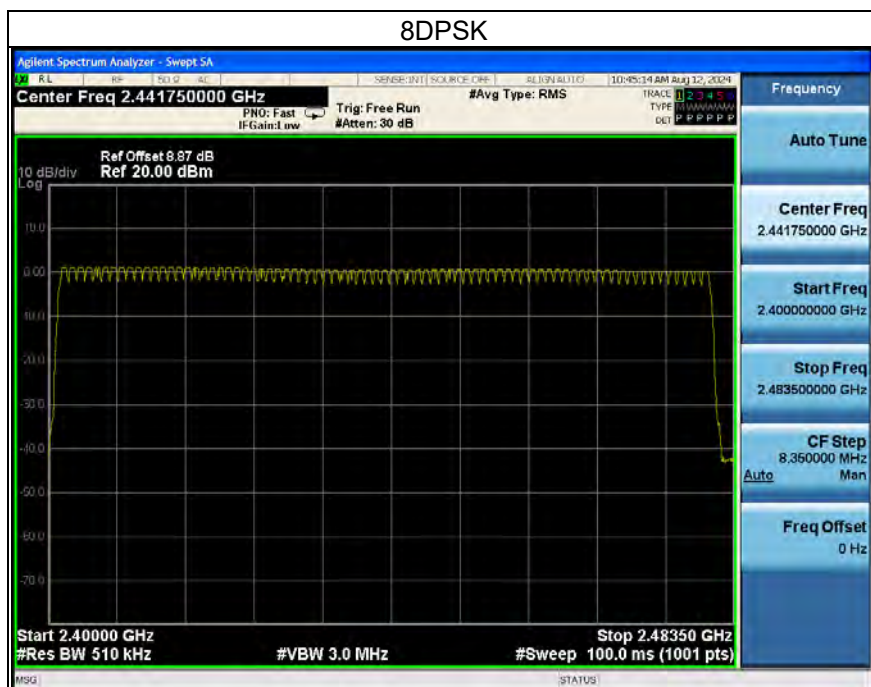 8DPSK
Agilent Spectrum Analyzer - Swept SA
LXI RL RF 50 Ω AC SENSE:INT SOURCE OFF ALIGN AUTO 10:45:14 AM Aug 12, 2024
Center Freq 2.441750000 GHz
#Avg Type: RMS
TRACE 1 2 3 4 5 6
TYPE MWWWWW
DET P P P P P P
PNO: Fast
IFGain:Low
Trig: Free Run
#Atten: 30 dB
Frequency
Auto Tune
Center Freq
2.441750000 GHz
Start Freq
2.400000000 GHz
Stop Freq
2.483500000 GHz
CF Step
8.350000 MHz
Auto Man
Freq Offset
0 Hz
Ref Offset 8.87 dB
Ref 20.00 dBm
10 dB/div
Log
10.0
0.00
-10.0
-20.0
-30.0
-40.0
-50.0
-60.0
-70.0
Start 2.40000 GHz Stop 2.48350 GHz
#Res BW 510 kHz #VBW 3.0 MHz #Sweep 100.0 ms (1001 pts)
MSG STATUS